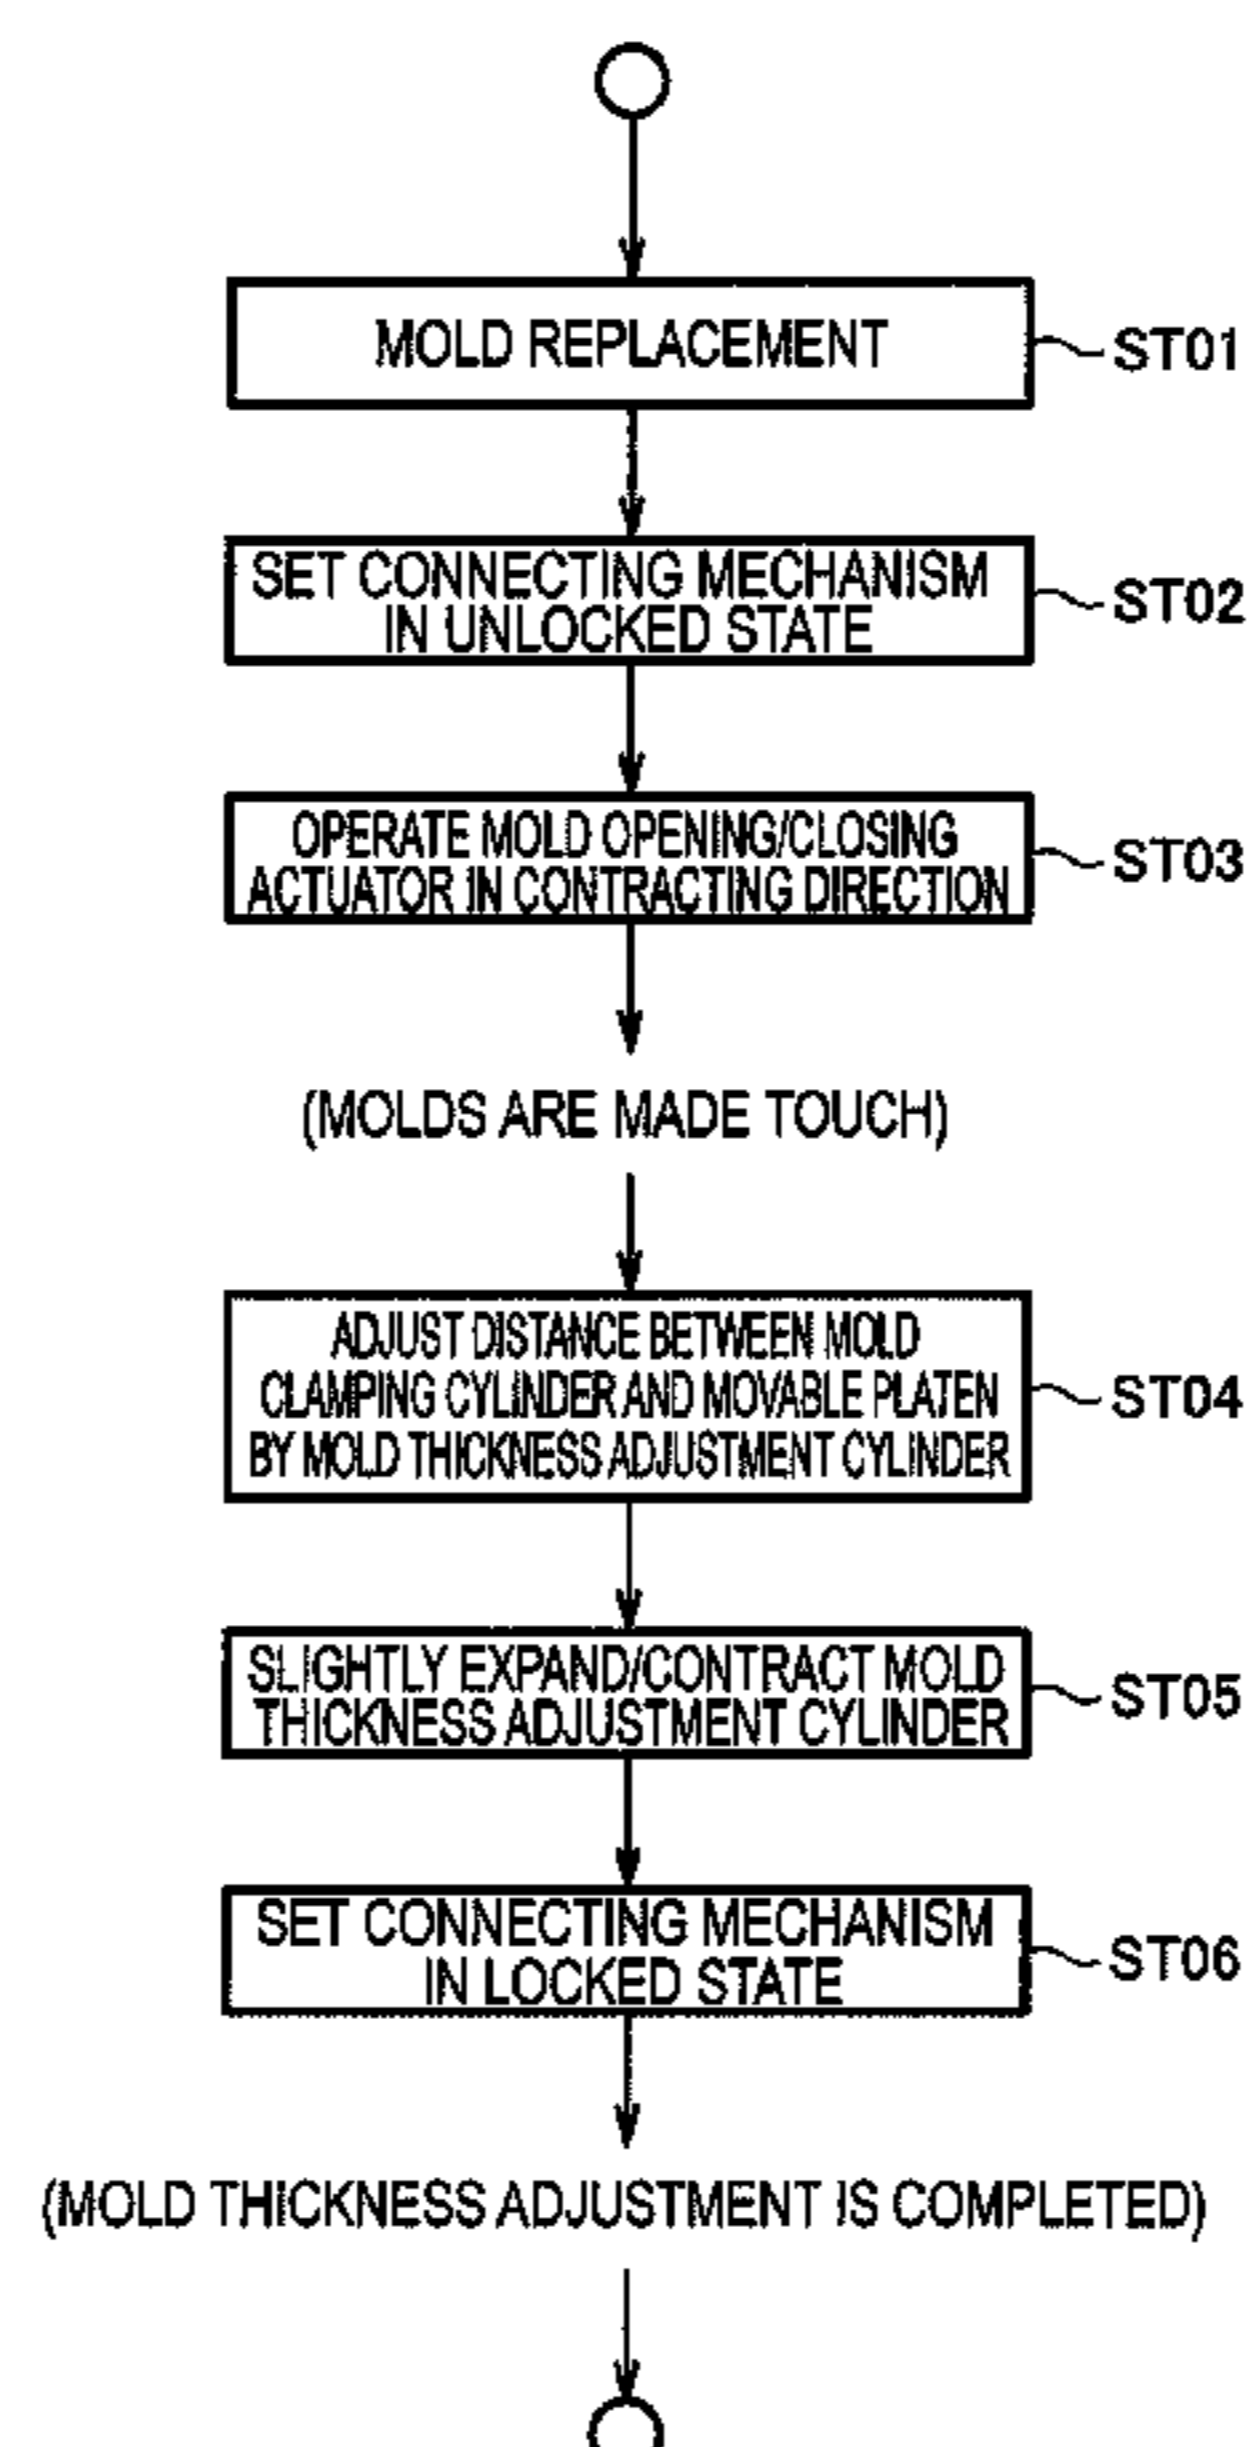 MOLD REPLACEMENT
ST01
SET CONNECTING MECHANISM
IN UNLOCKED STATE
ST02
OPERATE MOLD OPENING/CLOSING
ACTUATOR IN CONTRACTING DIRECTION
ST03
(MOLDS ARE MADE TOUCH)
ADJUST DISTANCE BETWEEN MOLD
CLAMPING CYLINDER AND MOVABLE PLATEN
BY MOLD THICKNESS ADJUSTMENT CYLINDER
ST04
SLIGHTLY EXPAND/CONTRACT MOLD
THICKNESS ADJUSTMENT CYLINDER
ST05
SET CONNECTING MECHANISM
IN LOCKED STATE
ST06
(MOLD THICKNESS ADJUSTMENT IS COMPLETED)